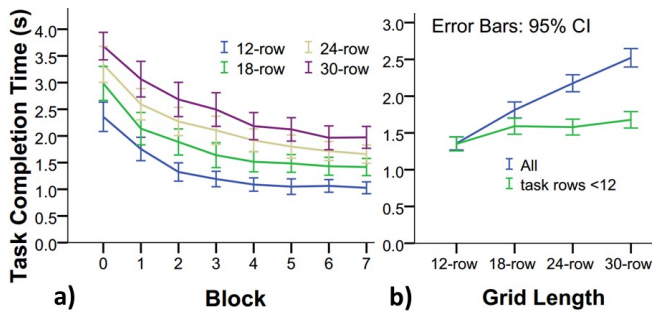 Task Completion Time (s)
4.0
3.5
3.0
2.5
2.0
1.5
1.0
0.5
0.0
12-row 24-row
18-row 30-row
0 1 2 3 4 5 6 7
a) Block
Error Bars: 95% CI
3.0
2.5
2.0
1.5
1.0
0.5
0.0
All
task rows <12
12-row 18-row 24-row 30-row
b) Grid Length